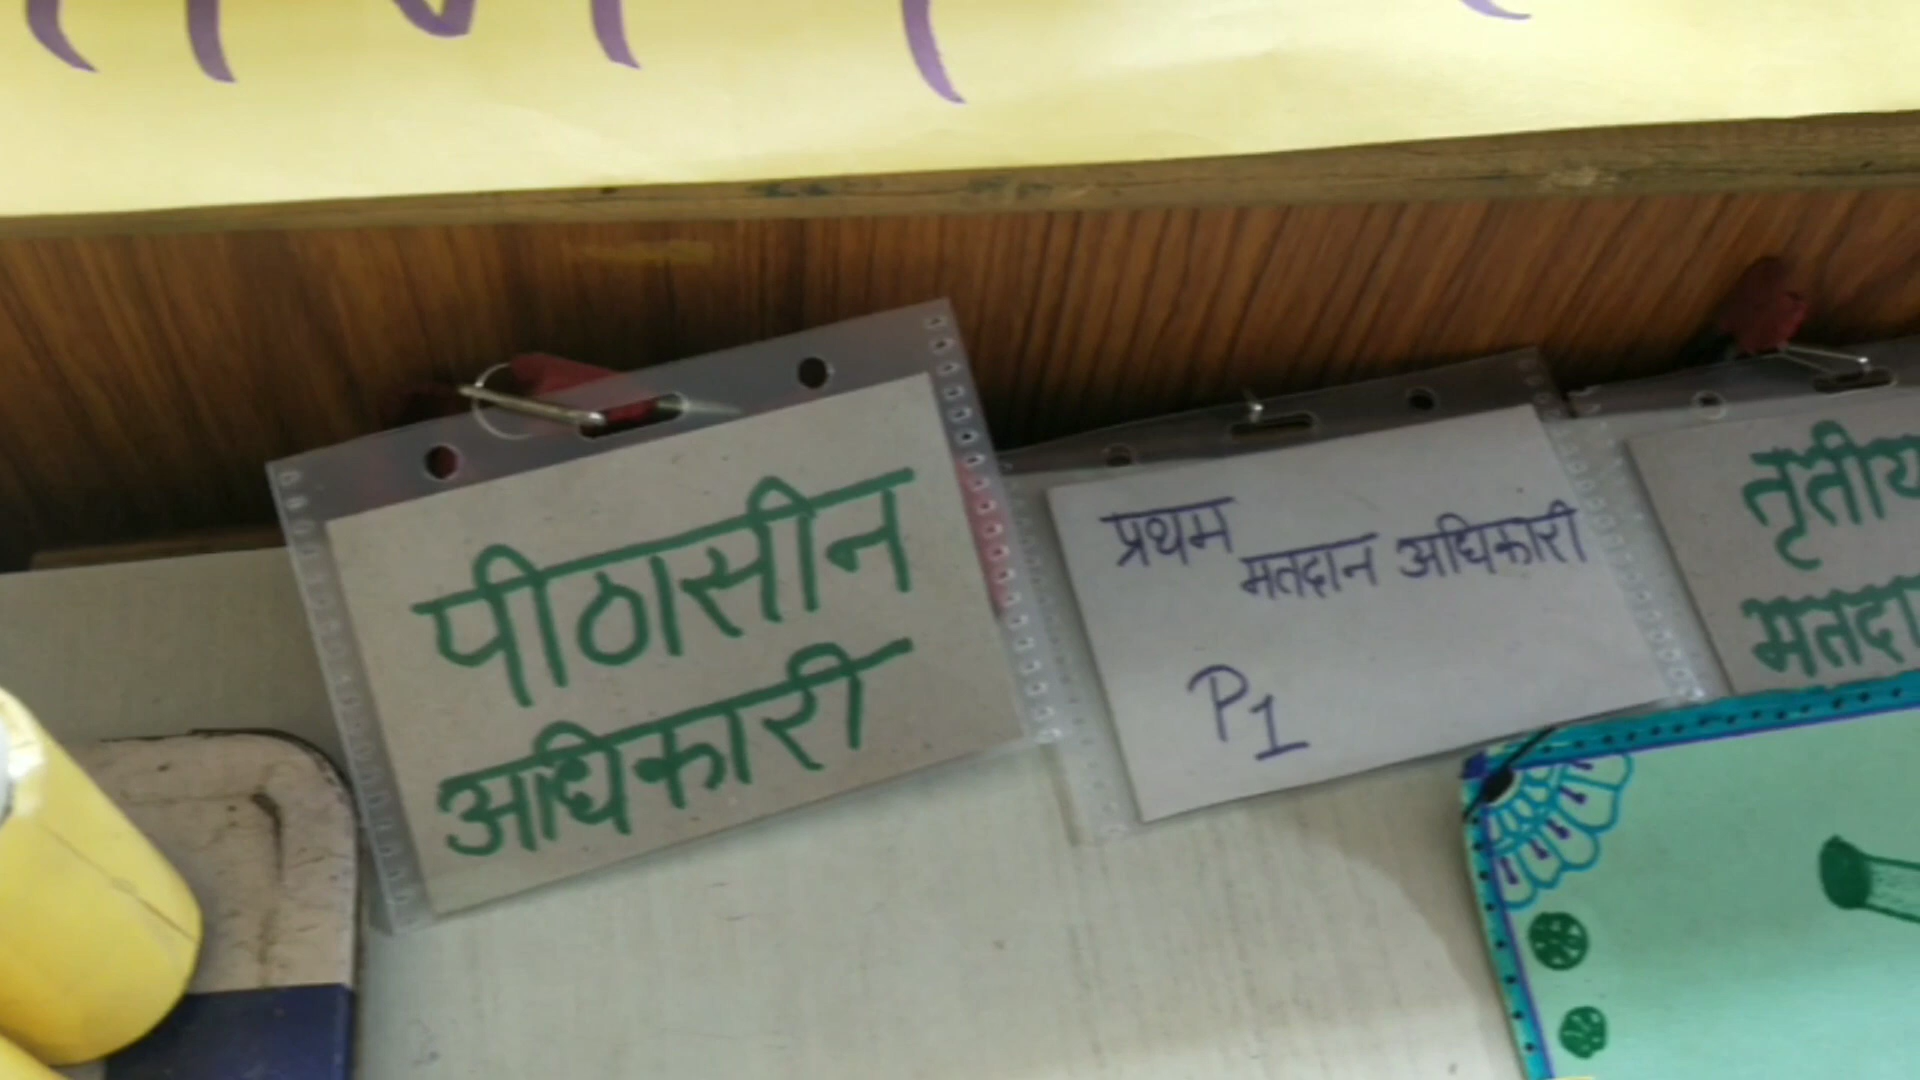 पीठासीन
अधिकारी
प्रथम
मतदान अधिकारी
P1
तृतीय